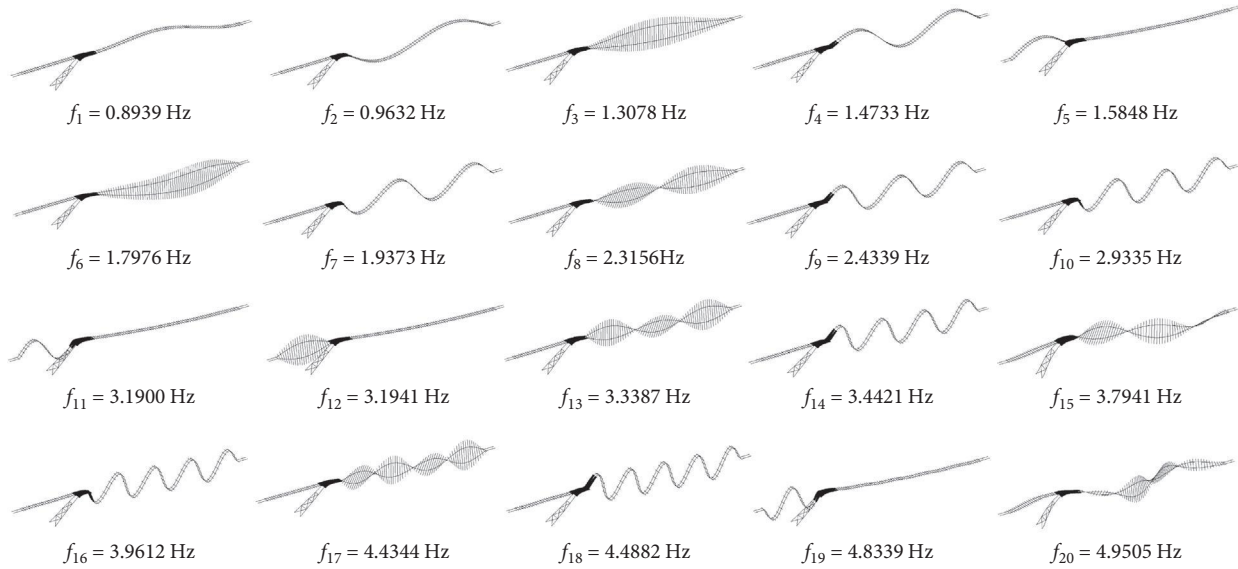 f1 = 0.8939 Hz
f2 = 0.9632 Hz
f3 = 1.3078 Hz
f4 = 1.4733 Hz
f5 = 1.5848 Hz
f6 = 1.7976 Hz
f7 = 1.9373 Hz
f8 = 2.3156Hz
f9 = 2.4339 Hz
f10 = 2.9335 Hz
f11 = 3.1900 Hz
f12 = 3.1941 Hz
f13 = 3.3387 Hz
f14 = 3.4421 Hz
f15 = 3.7941 Hz
f16 = 3.9612 Hz
f17 = 4.4344 Hz
f18 = 4.4882 Hz
f19 = 4.8339 Hz
f20 = 4.9505 Hz